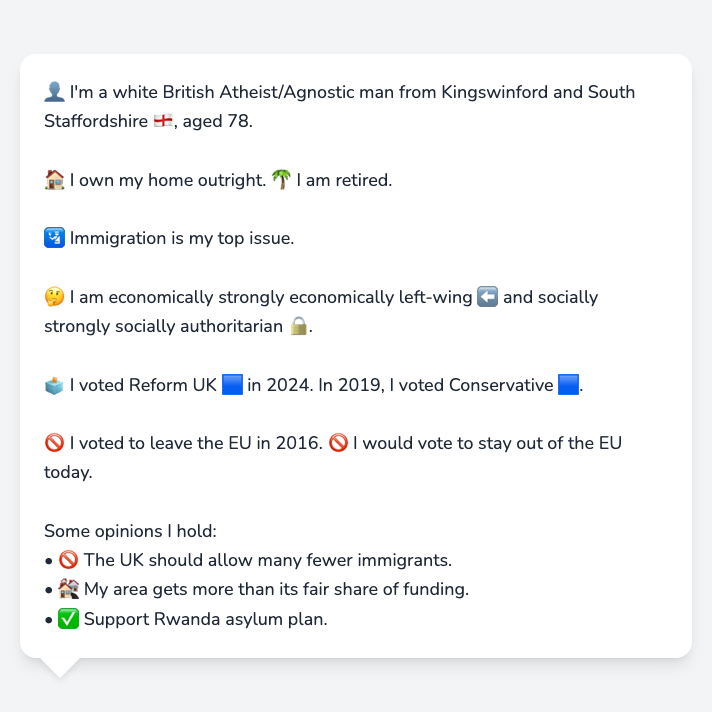 👤 I'm a white British Atheist/Agnostic man from Kingswinford and South
Staffordshire 🏴󠁧󠁢󠁥󠁮󠁧󠁿, aged 78.
🏠 I own my home outright. 🌴 I am retired.
🛂 Immigration is my top issue.
🤔 I am economically strongly economically left-wing ⬅️ and socially
strongly socially authoritarian 🔒.
🗳️ I voted Reform UK 🟦 in 2024. In 2019, I voted Conservative 🟦.
🚫 I voted to leave the EU in 2016. 🚫 I would vote to stay out of the EU
today.
Some opinions I hold:
• 🚫 The UK should allow many fewer immigrants.
• 🏘️ My area gets more than its fair share of funding.
• ✅ Support Rwanda asylum plan.